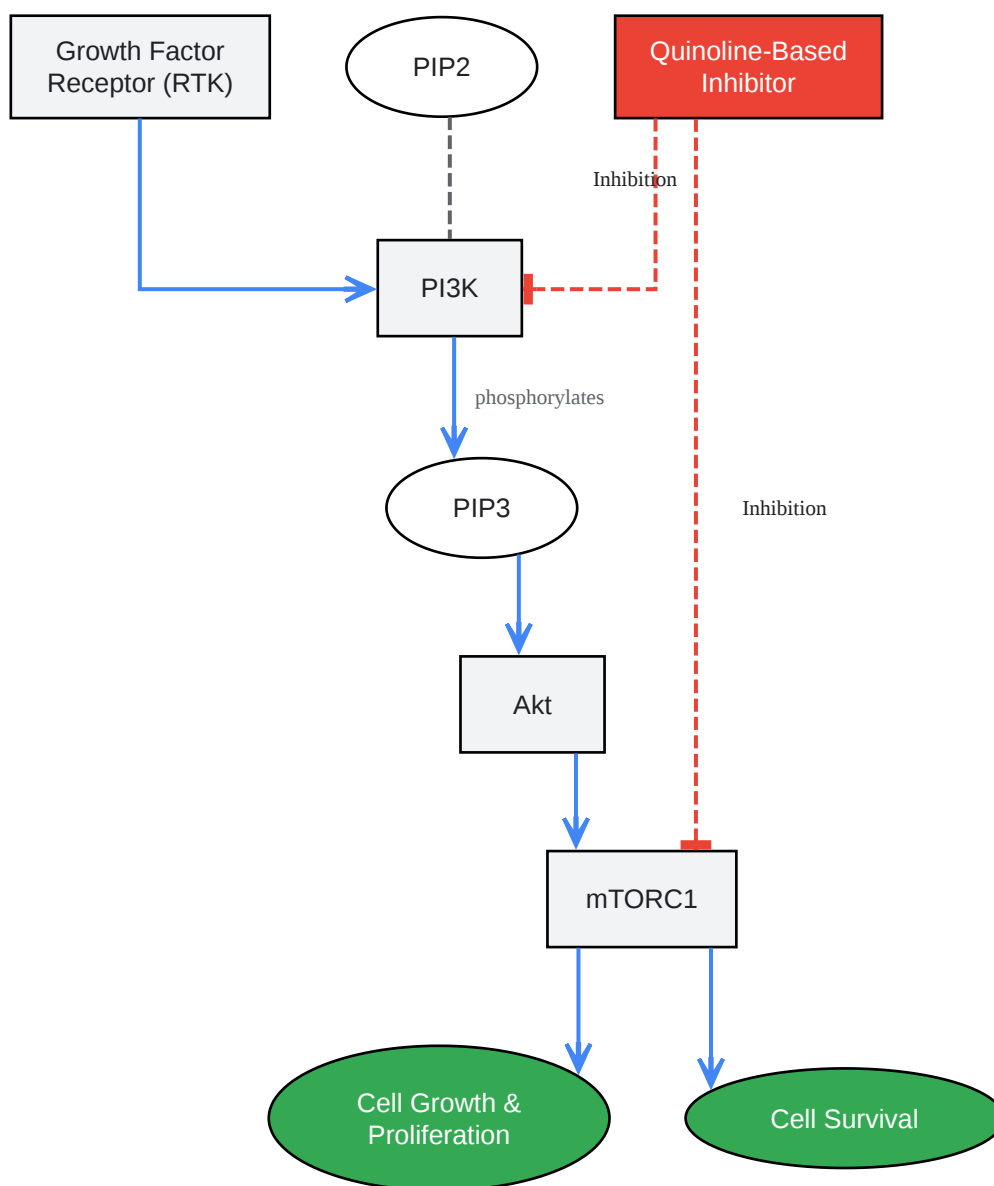 Growth Factor
Receptor (RTK)
PIP2
Quinoline-Based
Inhibitor
Inhibition
PI3K
phosphorylates
PIP3
Inhibition
Akt
mTORC1
Cell Growth &
Proliferation
Cell Survival